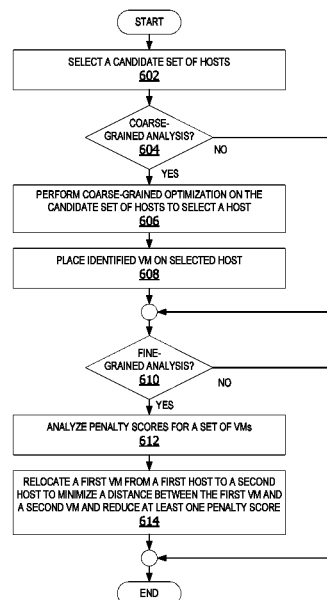 START
SELECT A CANDIDATE SET OF HOSTS
602
COARSE-
GRAINED ANALYSIS?
604
NO
YES
PERFORM COARSE-GRAINED OPTIMIZATION ON THE
CANDIDATE SET OF HOSTS TO SELECT A HOST
606
PLACE IDENTIFIED VM ON SELECTED HOST
608
FINE-
GRAINED ANALYSIS?
610
NO
YES
ANALYZE PENALTY SCORES FOR A SET OF VMs
612
RELOCATE A FIRST VM FROM A FIRST HOST TO A SECOND
HOST TO MINIMIZE A DISTANCE BETWEEN THE FIRST VM AND
A SECOND VM AND REDUCE AT LEAST ONE PENALTY SCORE
614
END